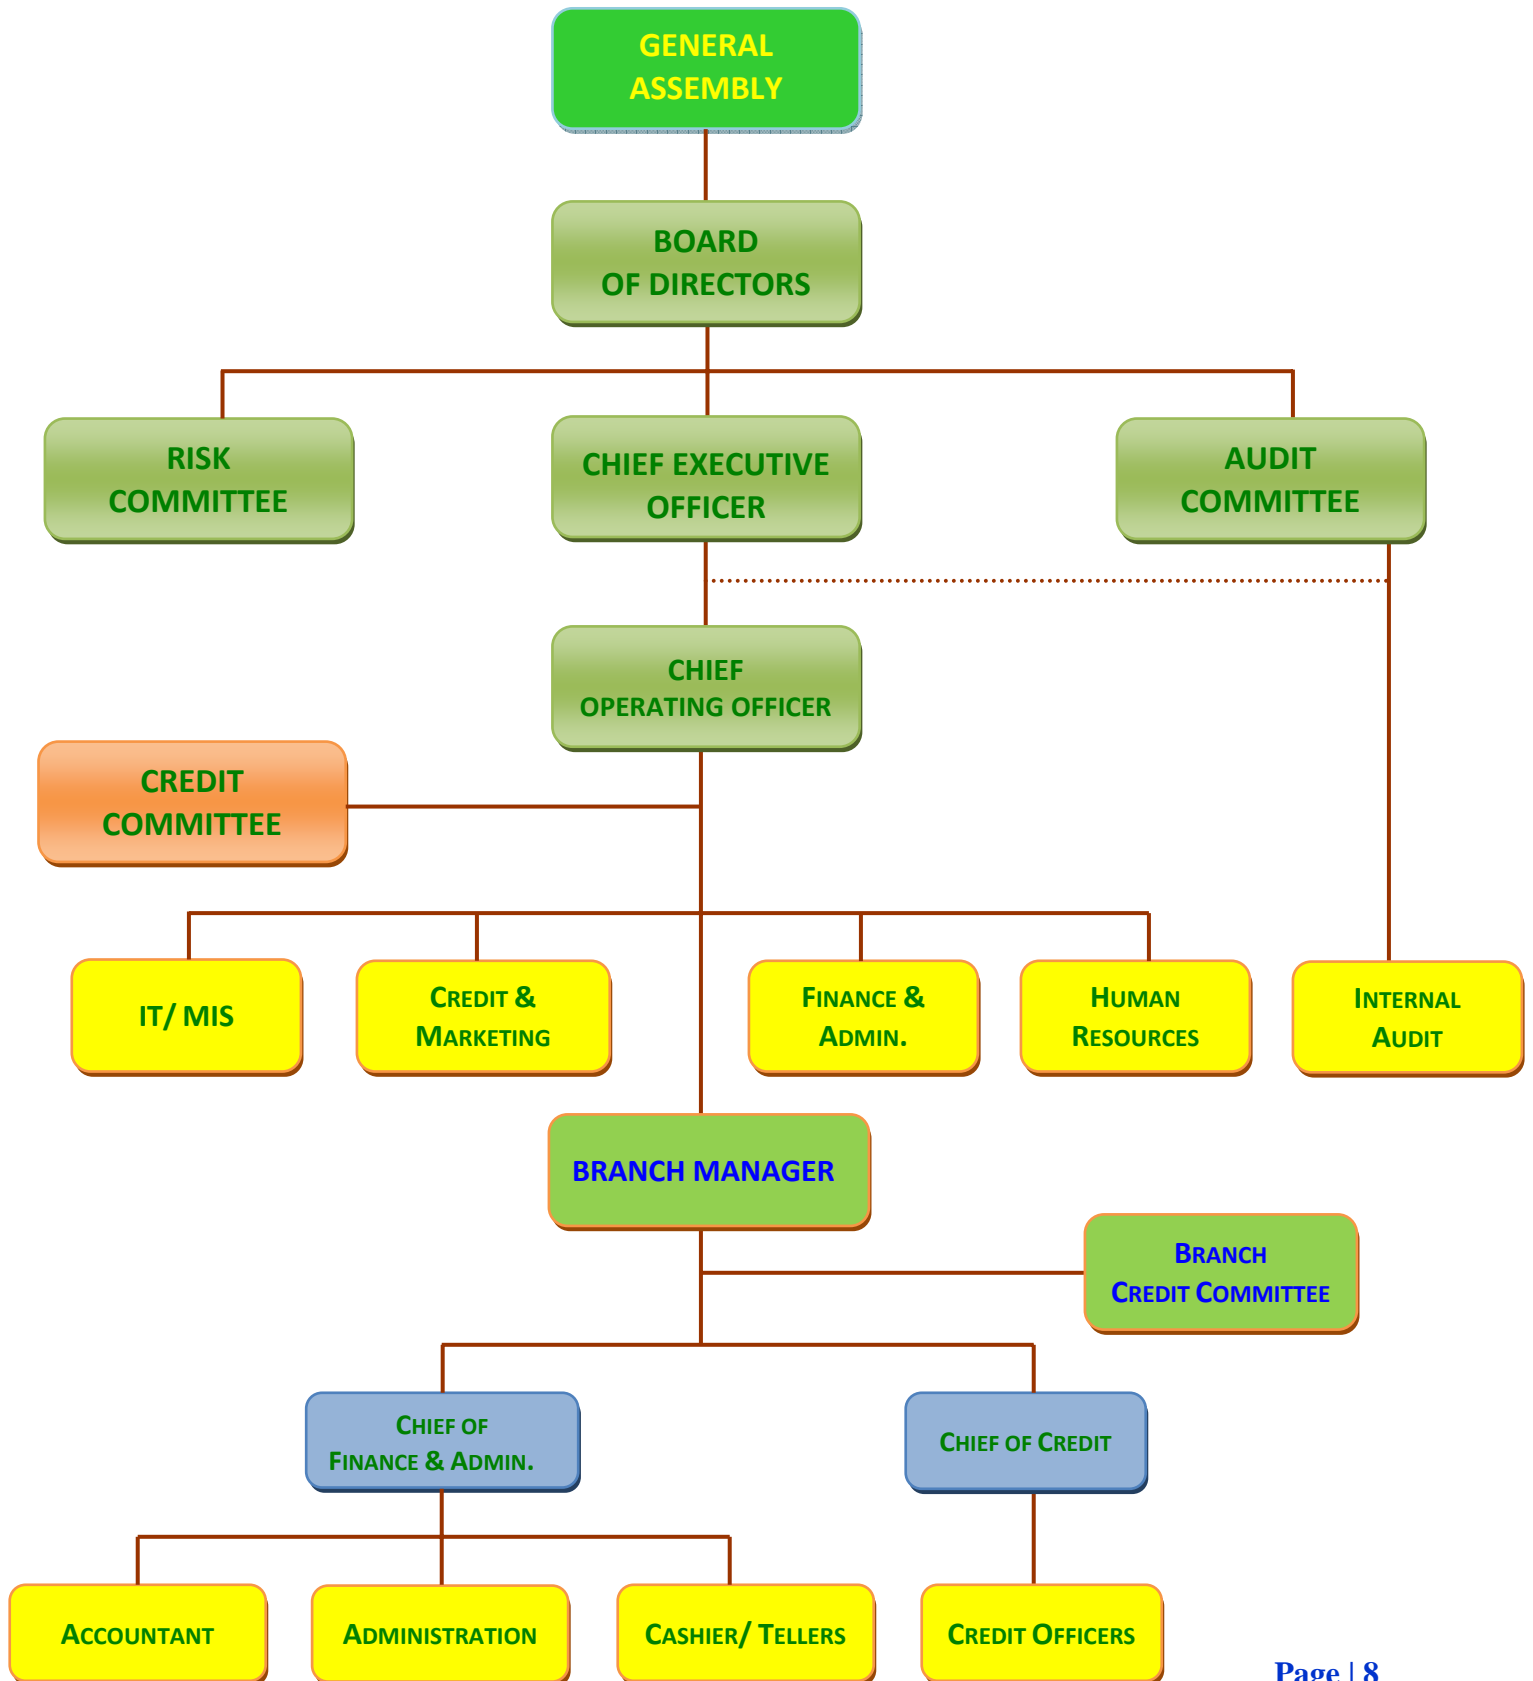 GENERAL
ASSEMBLY
BOARD
OF DIRECTORS
RISK
COMMITTEE
CHIEF EXECUTIVE
OFFICER
AUDIT
COMMITTEE
CHIEF
OPERATING OFFICER
CREDIT
COMMITTEE
IT/ MIS
CREDIT &
MARKETING
FINANCE &
ADMIN.
HUMAN
RESOURCES
INTERNAL
AUDIT
BRANCH MANAGER
BRANCH
CREDIT COMMITTEE
CHIEF OF
FINANCE & ADMIN.
CHIEF OF CREDIT
ACCOUNTANT
ADMINISTRATION
CASHIER/ TELLERS
CREDIT OFFICERS
Page | 8